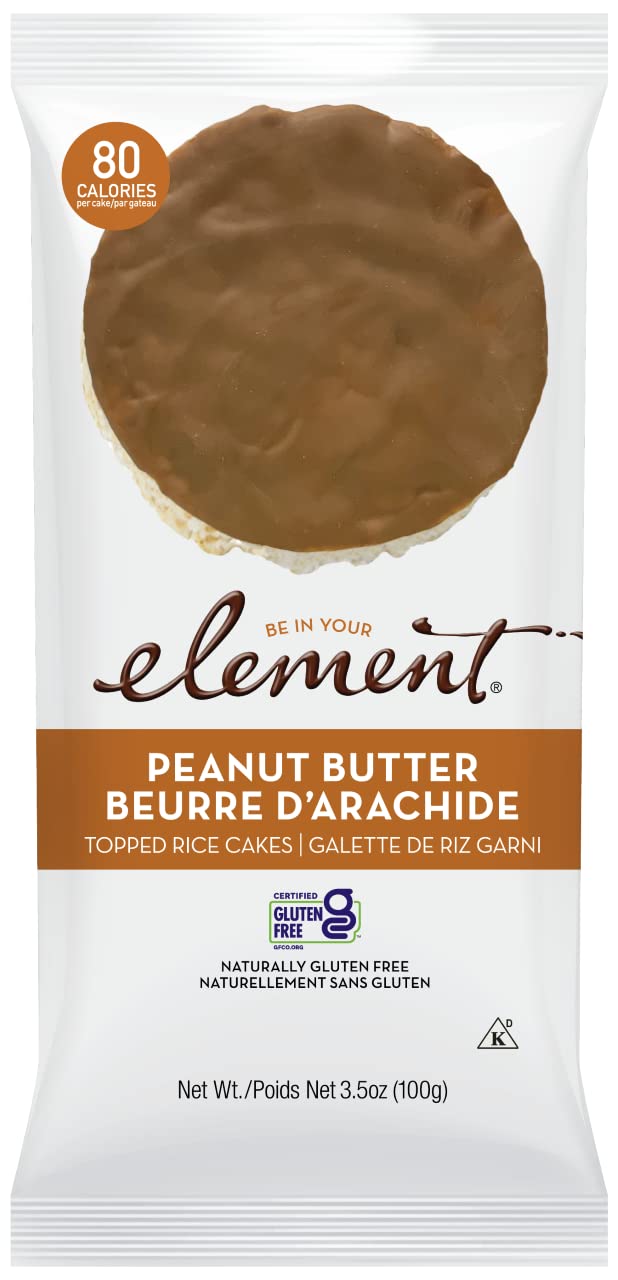 80
CALORIES
per cake/par gateau
BE IN YOUR
element®
PEANUT BUTTER
BEURRE D'ARACHIDE
TOPPED RICE CAKES | GALETTE DE RIZ GARNI
CERTIFIED
GLUTEN
FREE
GFCO.ORG
NATURALLY GLUTEN FREE
NATURELLEMENT SANS GLUTEN
D
K
Net Wt./Poids Net 3.5oz (100g)